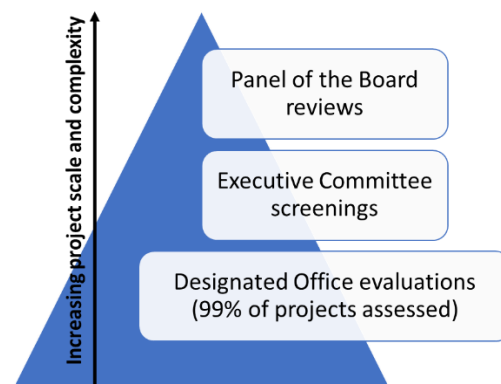 Increasing project scale and complexity
Panel of the Board
reviews
Executive Committee
screenings
Designated Office evaluations
(99% of projects assessed)